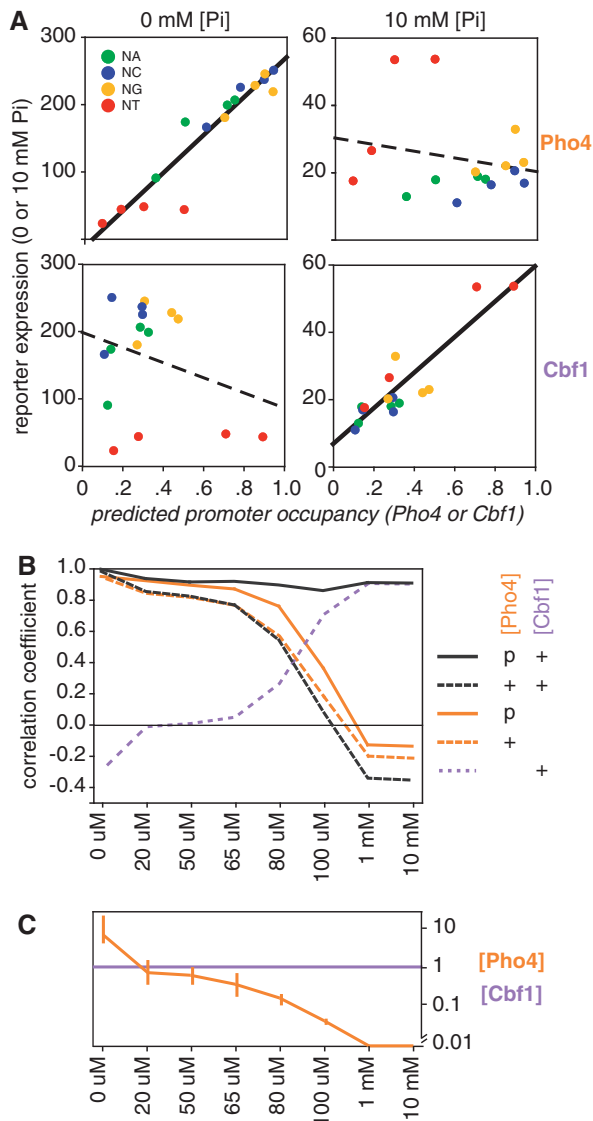 A
0 mM [Pi]
10 mM [Pi]
reporter expression (0 or 10 mM Pi)
300
200
100
0
NA
NC
NG
NT
60
40
20
0
Pho4
300
200
100
0
60
40
20
0
Cbf1
0 .2 .4 .6 .8 1.0
0 .2 .4 .6 .8 1.0
predicted promoter occupancy (Pho4 or Cbf1)
B
correlation coeffiicient
1.0
0.8
0.6
0.4
0.2
0.0
-0.2
-0.4
0 uM
20 uM
50 uM
65 uM
80 uM
100 uM
1 mM
10 mM
[Pho4]
[Cbf1]
p +
+ +
p
+
+
C
10
1
0.1
0.01
[Pho4]
[Cbf1]
0 uM
20 uM
50 uM
65 uM
80 uM
100 uM
1 mM
10 mM